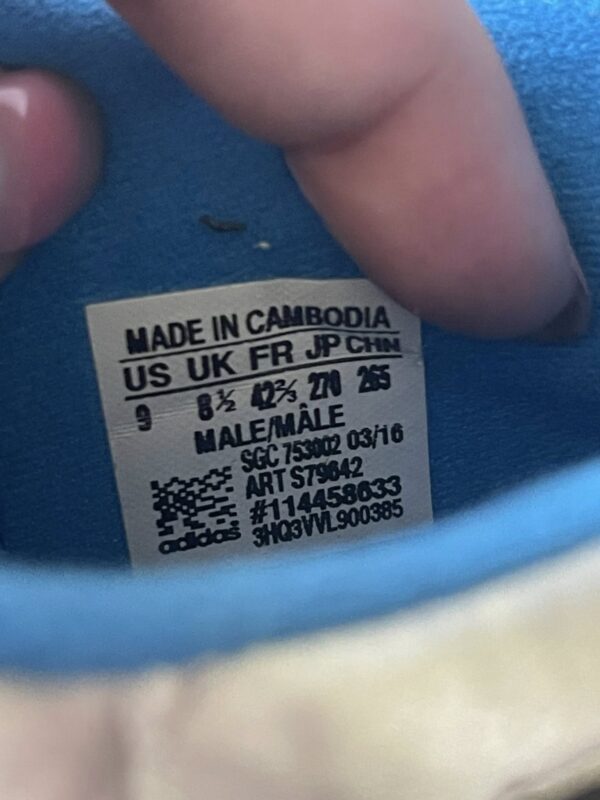 MADE IN CAMBODIA
US UK FR JP CHN
9 8½ 42⅔ 270 265
MALE/MÂLE
SGC 753002 03/16
ART S79642
#114458633
adidas 3HQ3VVL900385